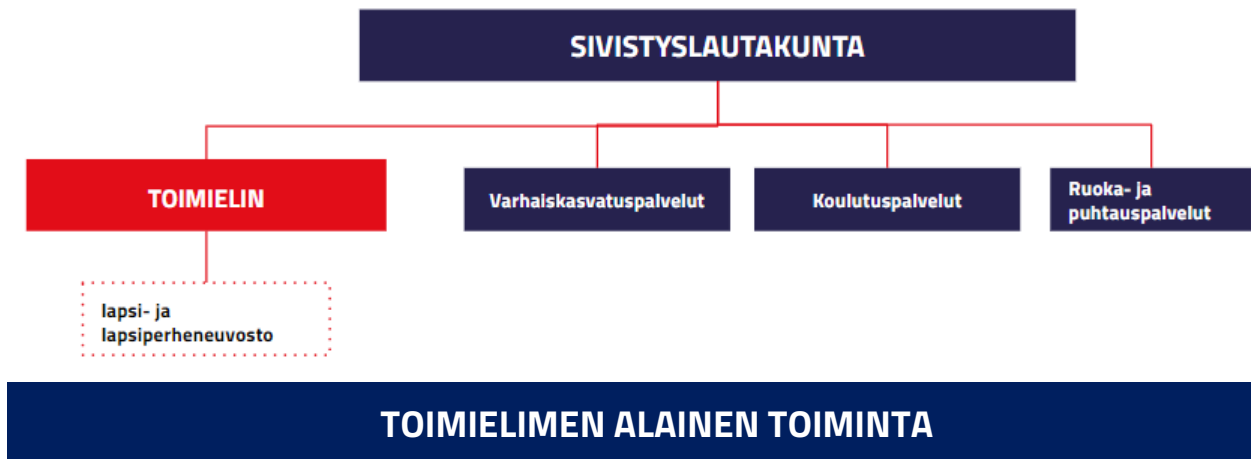 SIVISTYSLAUTAKUNTA
TOIMIELIN
Varhaiskasvatuspalvelut
Koulutuspalvelut
Ruoka- ja
puhtauspalvelut
lapsi- ja
lapsiperheneuvosto
TOIMIELIMEN ALAINEN TOIMINTA